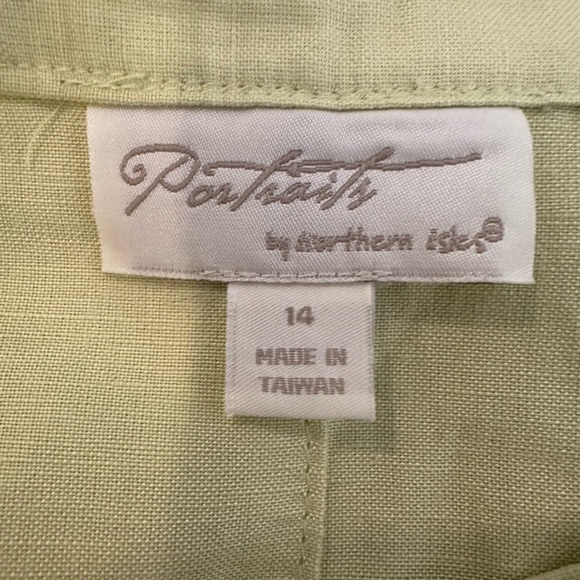 Portraits
by northern isles®
14
MADE IN
TAIWAN